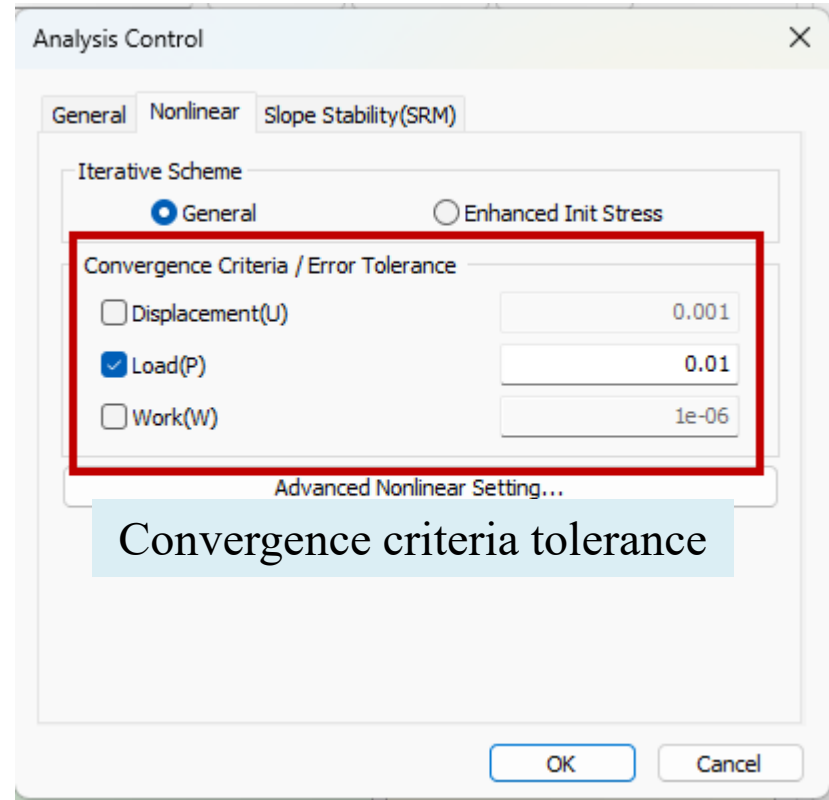 Analysis Control
General Nonlinear Slope Stability(SRM)
Iterative Scheme
General Enhanced Init Stress
Convergence Criteria / Error Tolerance
Displacement(U) 0.001
Load(P) 0.01
Work(W) 1e-06
Advanced Nonlinear Setting...
Convergence criteria tolerance
OK Cancel